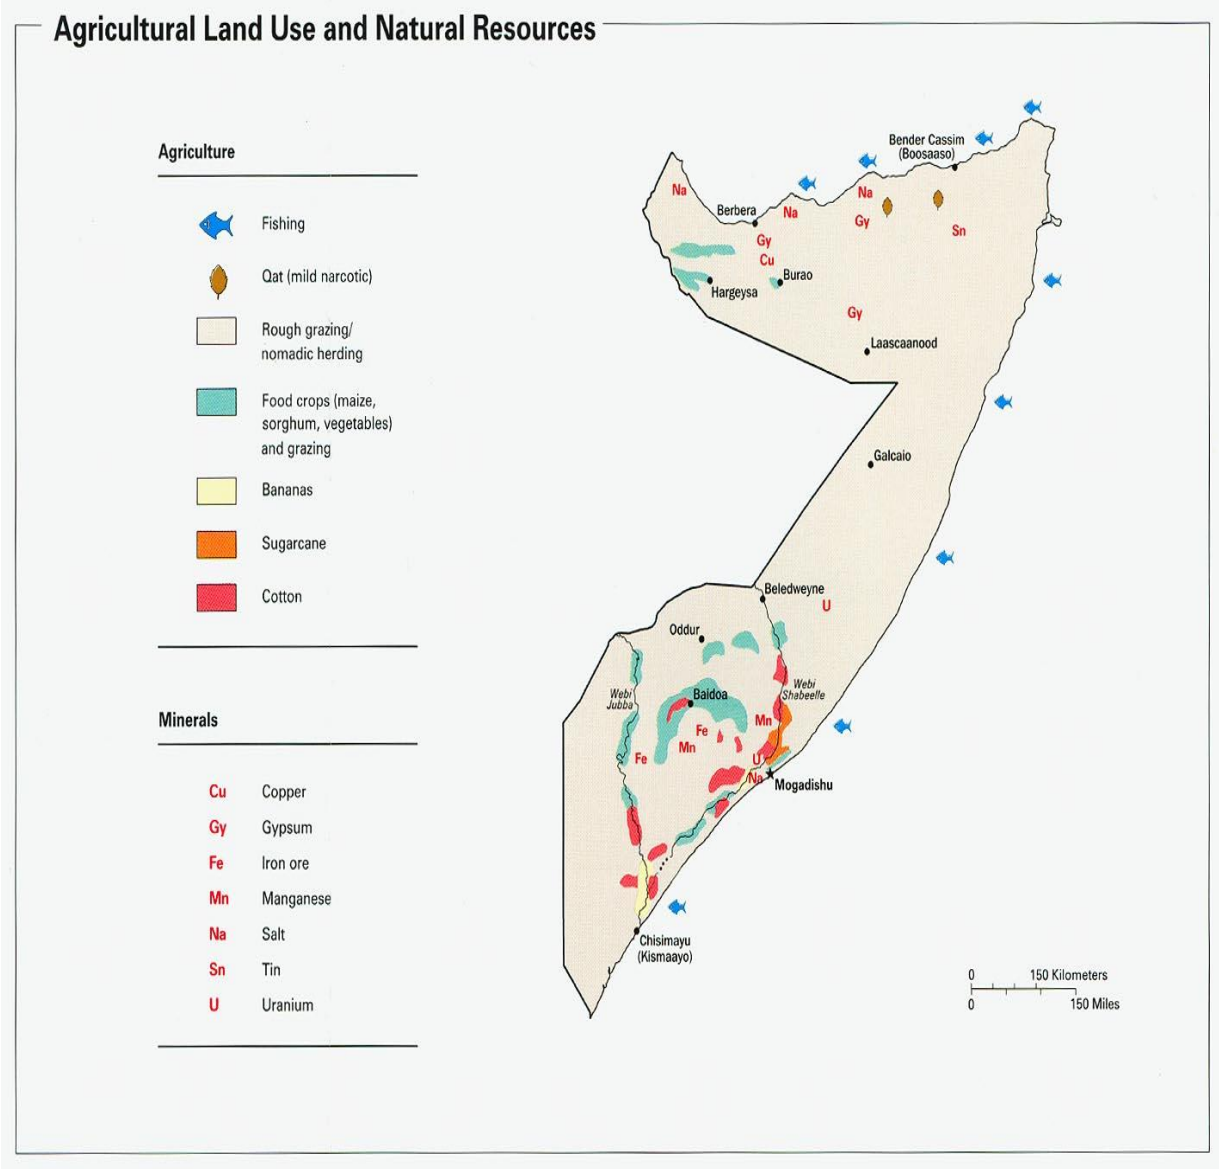 Agricultural Land Use and Natural Resources
Agriculture
Fishing
Qat (mild narcotic)
Rough grazing/
nomadic herding
Food crops (maize,
sorghum, vegetables)
and grazing
Bananas
Sugarcane
Cotton
Minerals
Cu Copper
Gy Gypsum
Fe Iron ore
Mn Manganese
Na Salt
Sn Tin
U Uranium
Bender Cassim
(Boosaaso)
Na
Na
Berbera
Na
Gy
Sn
Gy
Cu
Burao
Hargeysa
Gy
Laascaanood
Galcaio
Beledweyne
U
Oddur
Webi
Jubba
Baidoa
Webi
Shabeelle
Mn
Fe
Mn
Fe
U
Na
Mogadishu
Chisimayu
(Kismaayo)
0 150 Kilometers
0 150 Miles